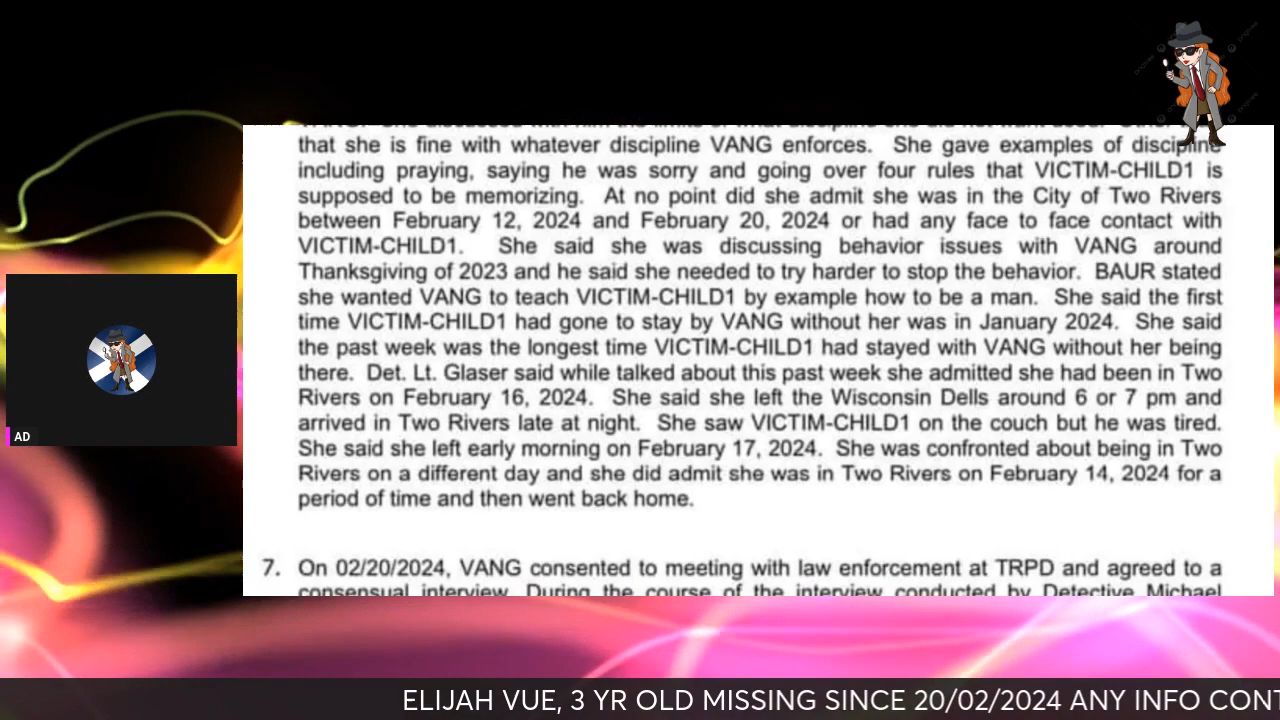 that she is fine with whatever discipline VANG enforces. She gave examples of discipline
including praying, saying he was sorry and going over four rules that VICTIM-CHILD1 is
supposed to be memorizing. At no point did she admit she was in the City of Two Rivers
between February 12, 2024 and February 20, 2024 or had any face to face contact with
VICTIM-CHILD1. She said she was discussing behavior issues with VANG around
Thanksgiving of 2023 and he said she needed to try harder to stop the behavior. BAUR stated
she wanted VANG to teach VICTIM-CHILD1 by example how to be a man. She said the first
time VICTIM-CHILD1 had gone to stay by VANG without her was in January 2024. She said
the past week was the longest time VICTIM-CHILD1 had stayed with VANG without her being
there. Det. Lt. Glaser said while talked about this past week she admitted she had been in Two
Rivers on February 16, 2024. She said she left the Wisconsin Dells around 6 or 7 pm and
arrived in Two Rivers late at night. She saw VICTIM-CHILD1 on the couch but he was tired.
She said she left early morning on February 17, 2024. She was confronted about being in Two
Rivers on a different day and she did admit she was in Two Rivers on February 14, 2024 for a
period of time and then went back home.
7. On 02/20/2024, VANG consented to meeting with law enforcement at TRPD and agreed to a
consensual interview. During the course of the interview conducted by Detective Michael
AD
ELIJAH VUE, 3 YR OLD MISSING SINCE 20/02/2024 ANY INFO CONT